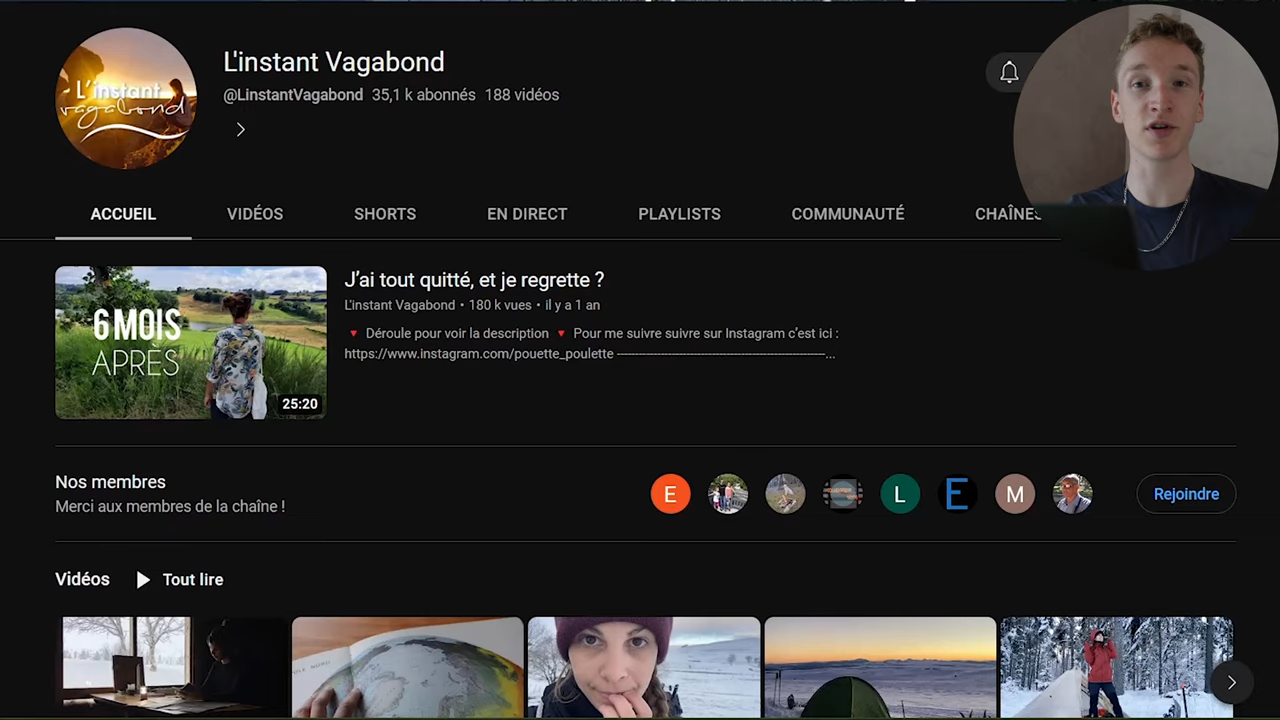 L'instant
vagabond
L'instant Vagabond
@LinstantVagabond 35,1 k abonnés 188 vidéos
ACCUEIL VIDÉOS SHORTS EN DIRECT PLAYLISTS COMMUNAUTÉ CHAÎNES
6 MOIS
APRÈS
25:20
J'ai tout quitté, et je regrette ?
L'instant Vagabond • 180 k vues • il y a 1 an
🔻 Déroule pour voir la description 🔻 Pour me suivre suivre sur Instagram c'est ici :
https://www.instagram.com/pouette_poulette ----------------------------------------------------...
Nos membres
Merci aux membres de la chaîne !
E L E M
Rejoindre
Vidéos Tout lire